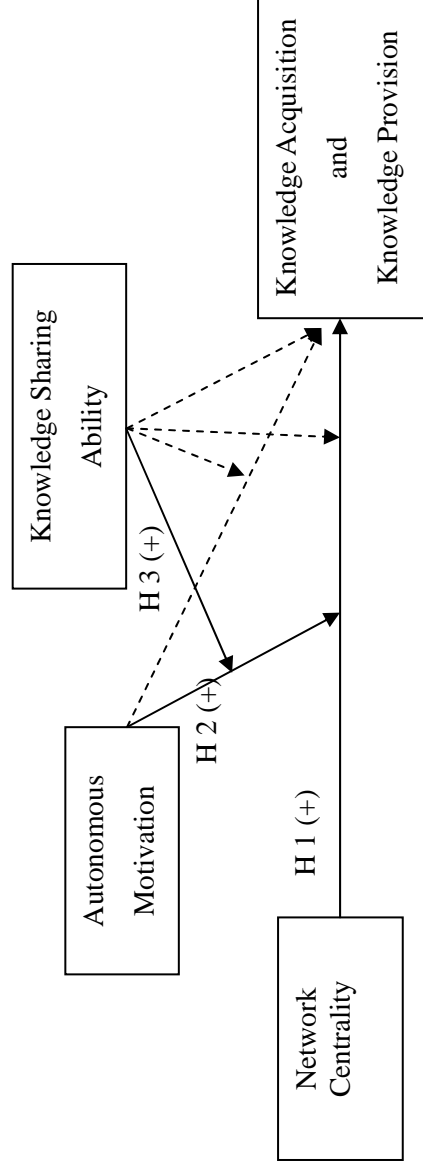 Knowledge Sharing
Ability
Autonomous
Motivation
H 3 (+)
H 2 (+)
H 1 (+)
Network
Centrality
Knowledge Acquisition
and
Knowledge Provision